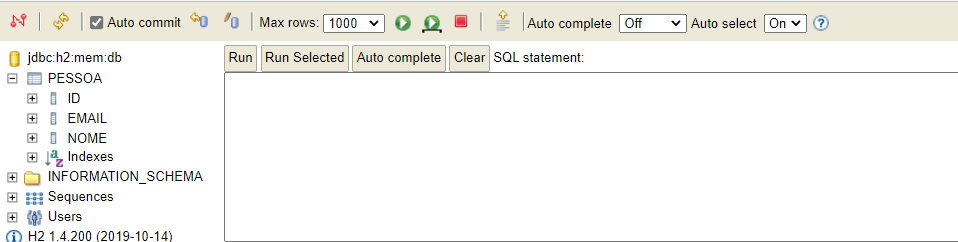 Auto commit Max rows: 1000 Auto complete Off Auto select On
jdbc:h2:mem:db
Run Run Selected Auto complete Clear SQL statement:
PESSOA
ID
EMAIL
NOME
Indexes
INFORMATION_SCHEMA
Sequences
Users
H2 1.4.200 (2019-10-14)